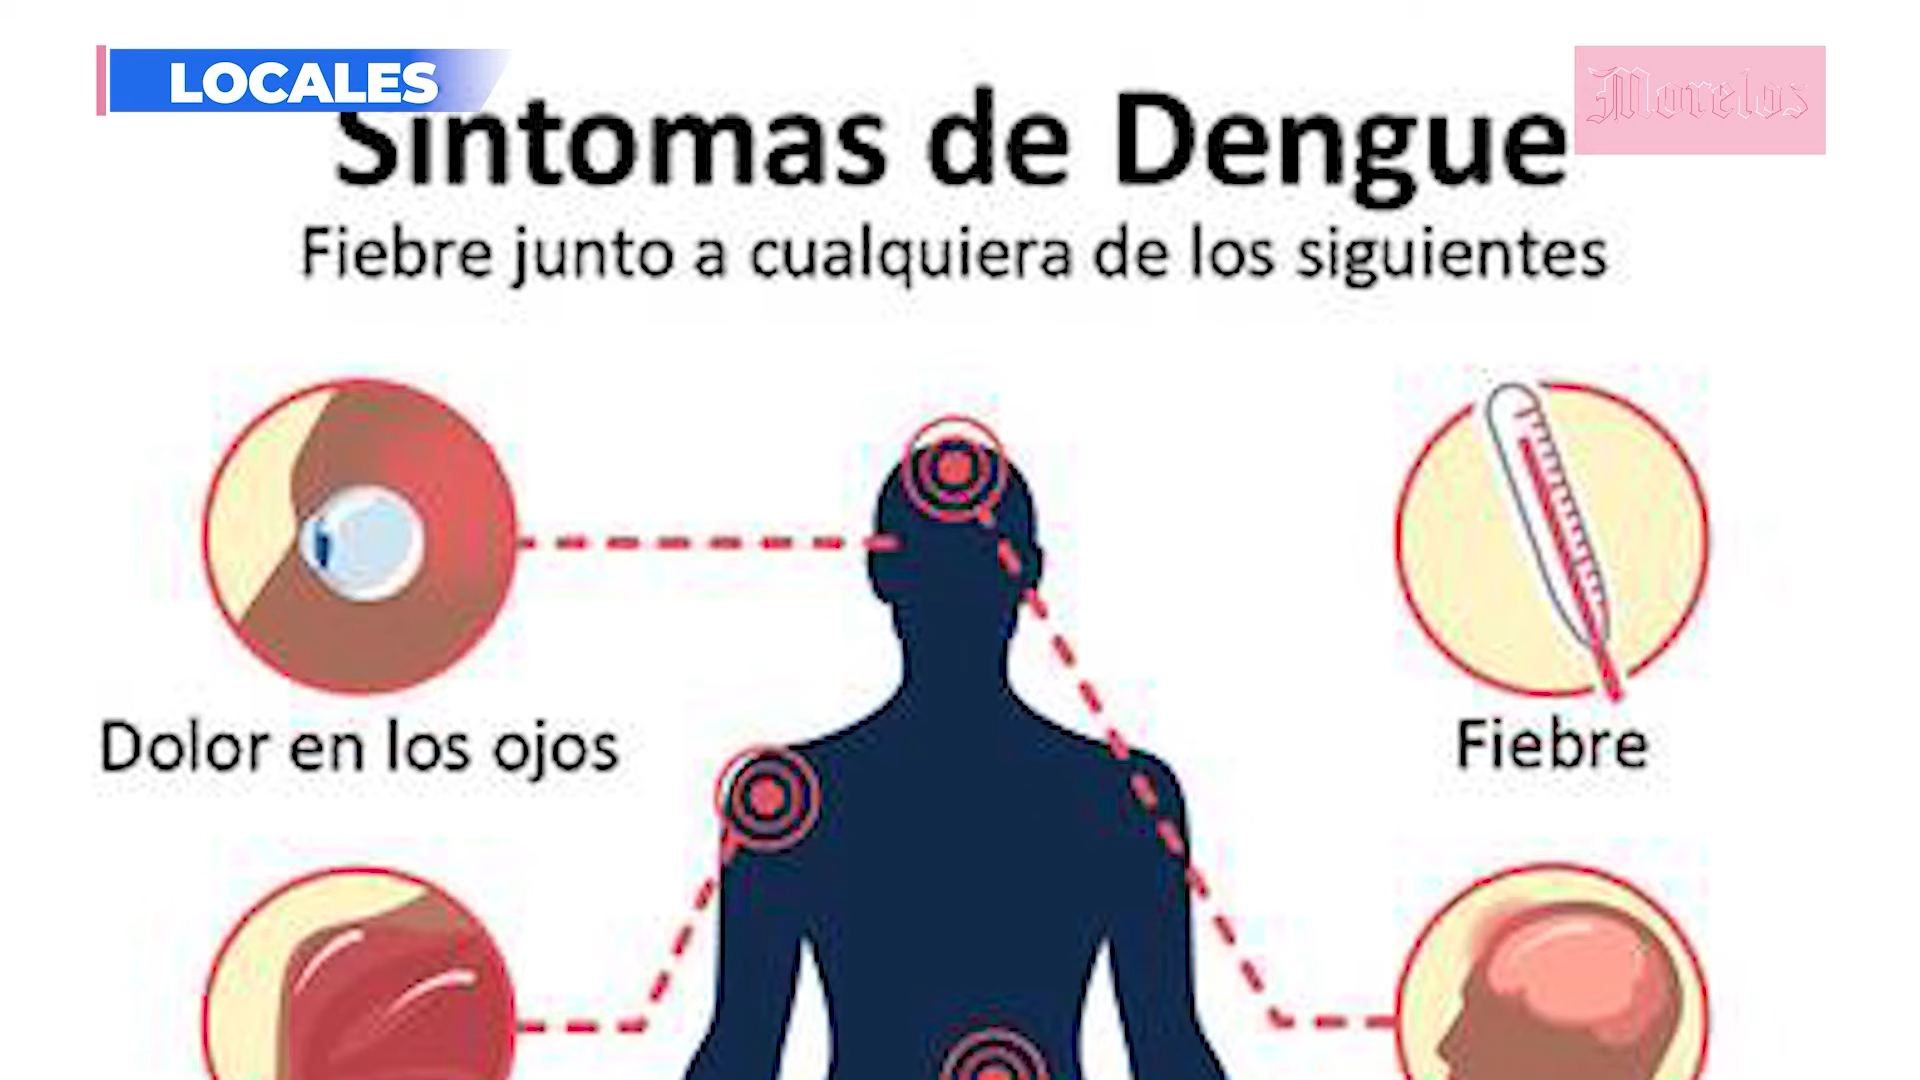 LOCALES
Morelos
Síntomas de Dengue
Fiebre junto a cualquiera de los siguientes
Dolor en los ojos
Fiebre